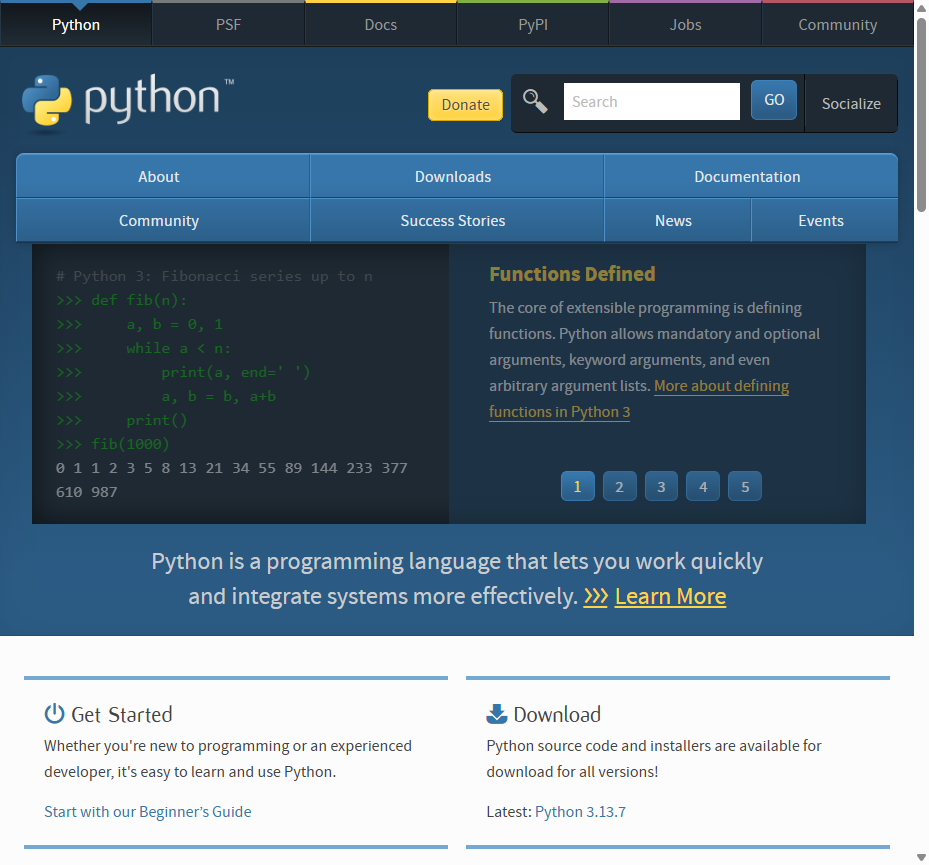 Python PSF Docs PyPI Jobs Community
python™
Donate Search GO Socialize
About Downloads Documentation
Community Success Stories News Events
# Python 3: Fibonacci series up to n
>>> def fib(n):
>>>     a, b = 0, 1
>>>     while a < n:
>>>         print(a, end=' ')
>>>         a, b = b, a+b
>>>     print()
>>> fib(1000)
0 1 1 2 3 5 8 13 21 34 55 89 144 233 377
610 987
Functions Defined
The core of extensible programming is defining
functions. Python allows mandatory and optional
arguments, keyword arguments, and even
arbitrary argument lists. More about defining
functions in Python 3
1 2 3 4 5
Python is a programming language that lets you work quickly
and integrate systems more effectively. >>> Learn More
Get Started
Whether you're new to programming or an experienced
developer, it's easy to learn and use Python.
Start with our Beginner’s Guide
Download
Python source code and installers are available for
download for all versions!
Latest: Python 3.13.7